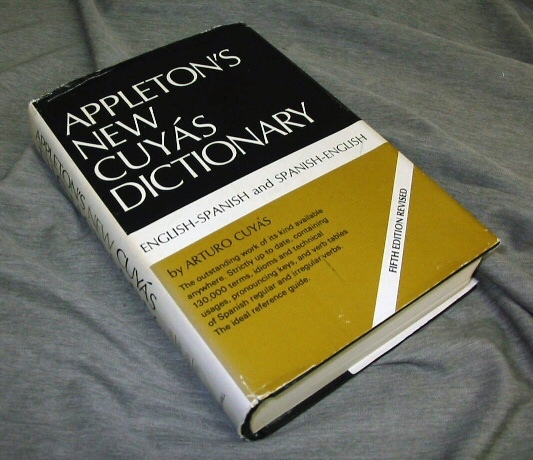 APPLETON'S
NEW
CUYÁS
DICTIONARY
ENGLISH-SPANISH and SPANISH-ENGLISH
by ARTURO CUYÁS
The outstanding work of its kind available
anywhere. Strictly up to date, containing
130,000 terms, idioms and technical
usages, pronouncing keys, and verb tables
of Spanish regular and irregular verbs.
The ideal reference guide.
FIFTH EDITION REVISED
APPLETON'S NEW CUYÁS